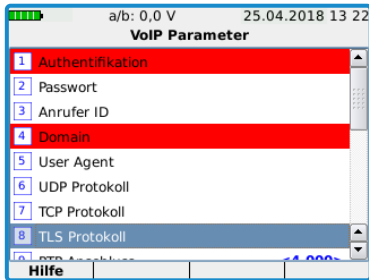 a/b: 0,0 V 25.04.2018 13 22
VoIP Parameter
1 Authentifikation
2 Passwort
3 Anrufer ID
4 Domain
5 User Agent
6 UDP Protokoll
7 TCP Protokoll
8 TLS Protokoll
Hilfe